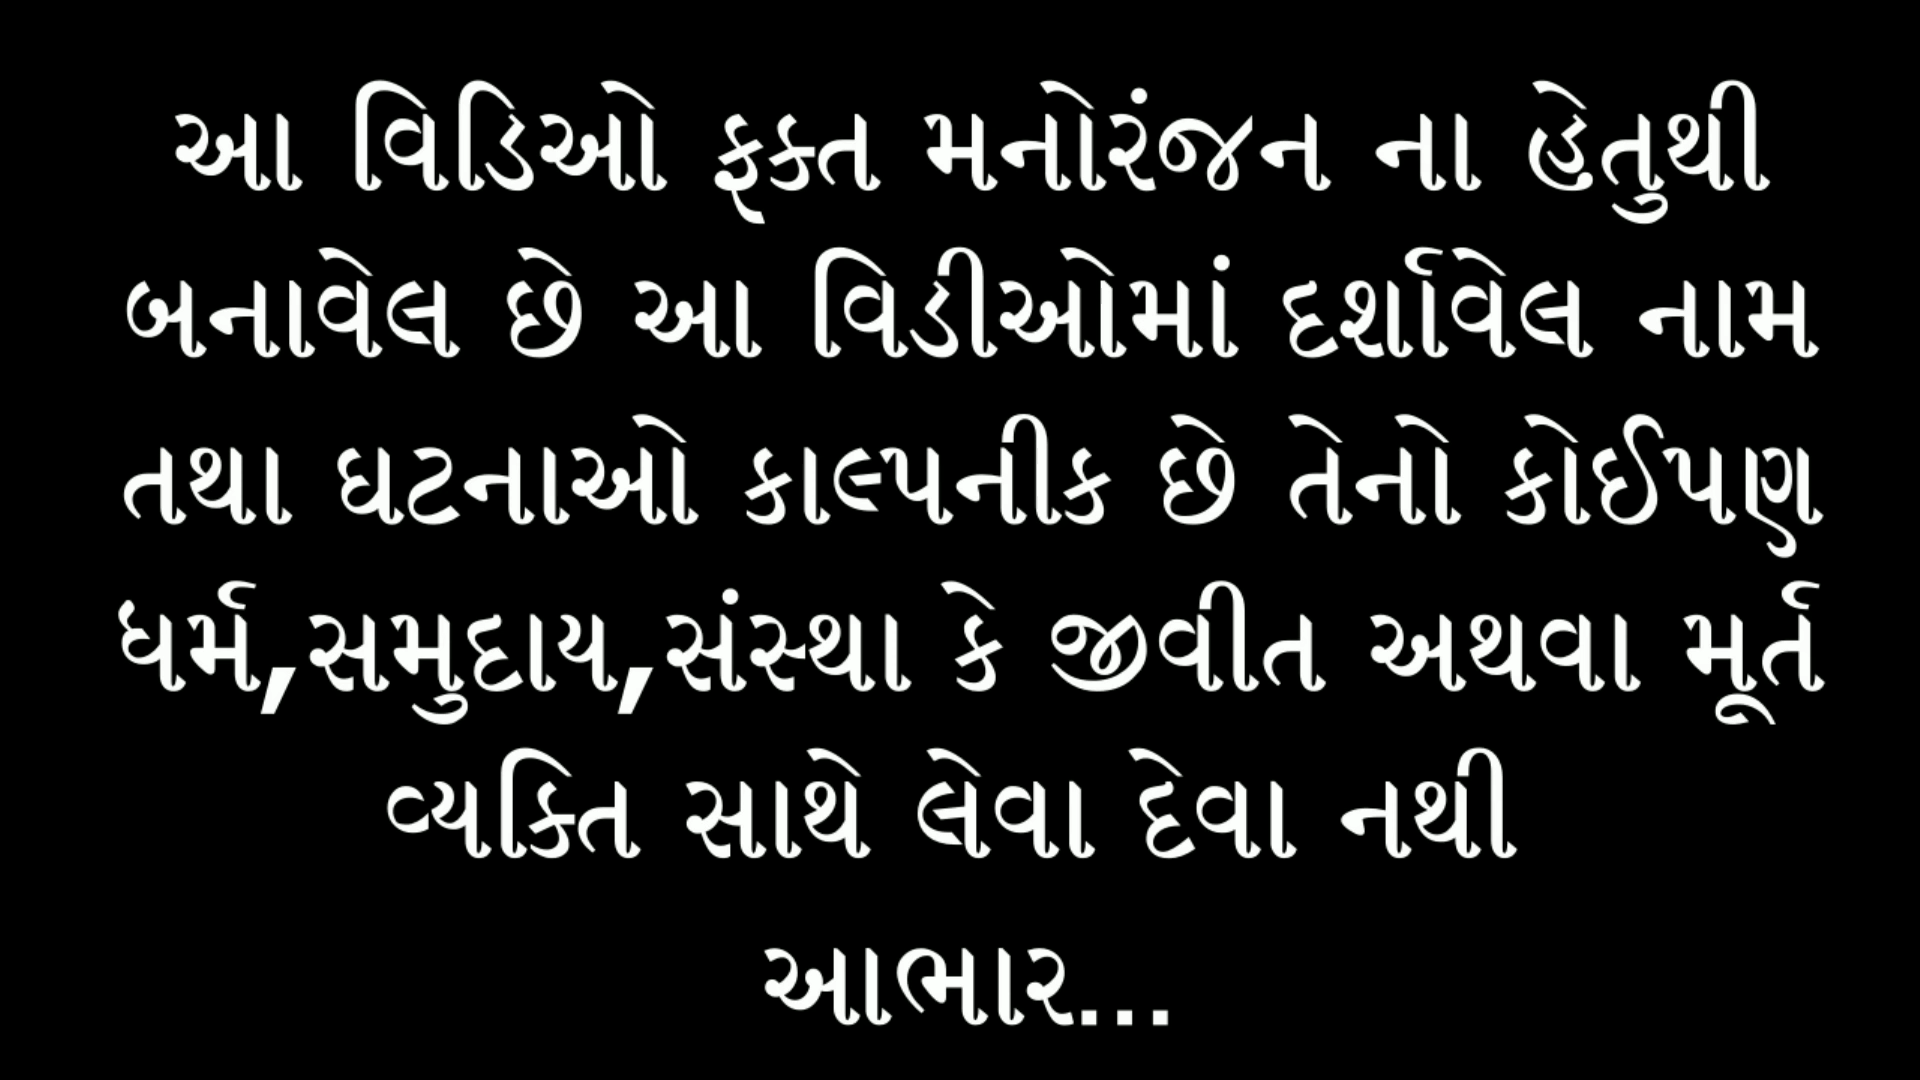 આ વિડિઓ ફક્ત મનોરંજન ના હેતુથી
બનાવેલ છે આ વિડીઓમાં દર્શાવેલ નામ
તથા ઘટનાઓ કાલ્પનીક છે તેનો કોઈપણ
ધર્મ,સમુદાય,સંસ્થા કે જીવીત અથવા મૂર્ત
વ્યક્તિ સાથે લેવા દેવા નથી
આભાર...